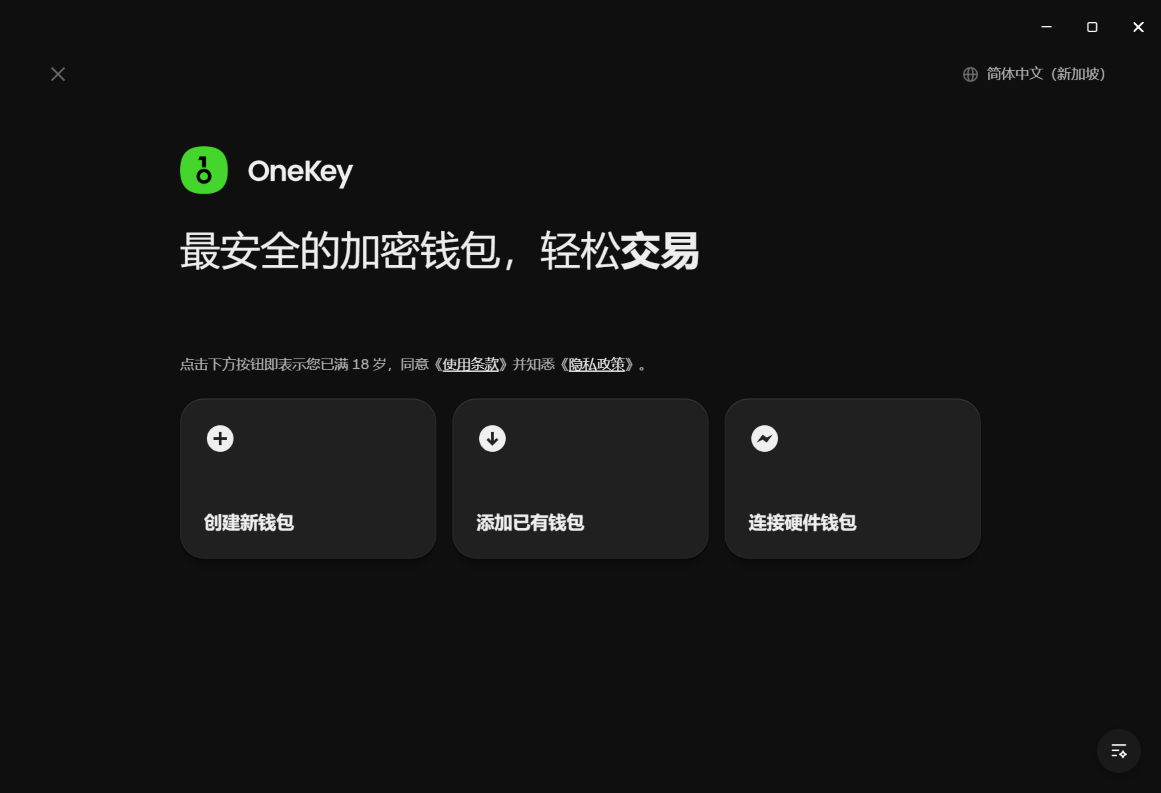 简体中文（新加坡）
OneKey
最安全的加密钱包，轻松交易
点击下方按钮即表示您已满 18 岁，同意《使用条款》并知悉《隐私政策》。
创建新钱包
添加已有钱包
连接硬件钱包